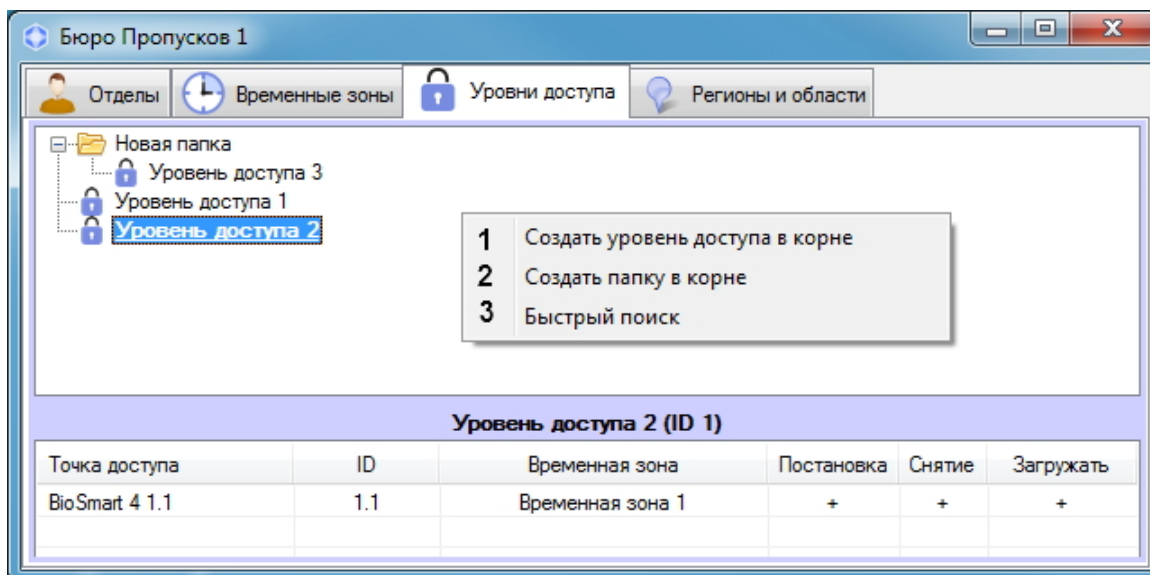 Бюро Пропусков 1
Отделы Временные зоны Уровни доступа Регионы и области
Новая папка
Уровень доступа 3
Уровень доступа 1
Уровень доступа 2
1 Создать уровень доступа в корне
2 Создать папку в корне
3 Быстрый поиск
Уровень доступа 2 (ID 1)
Точка доступа ID Временная зона Постановка Снятие Загружать
BioSmart 4 1.1 1.1 Временная зона 1 + + +